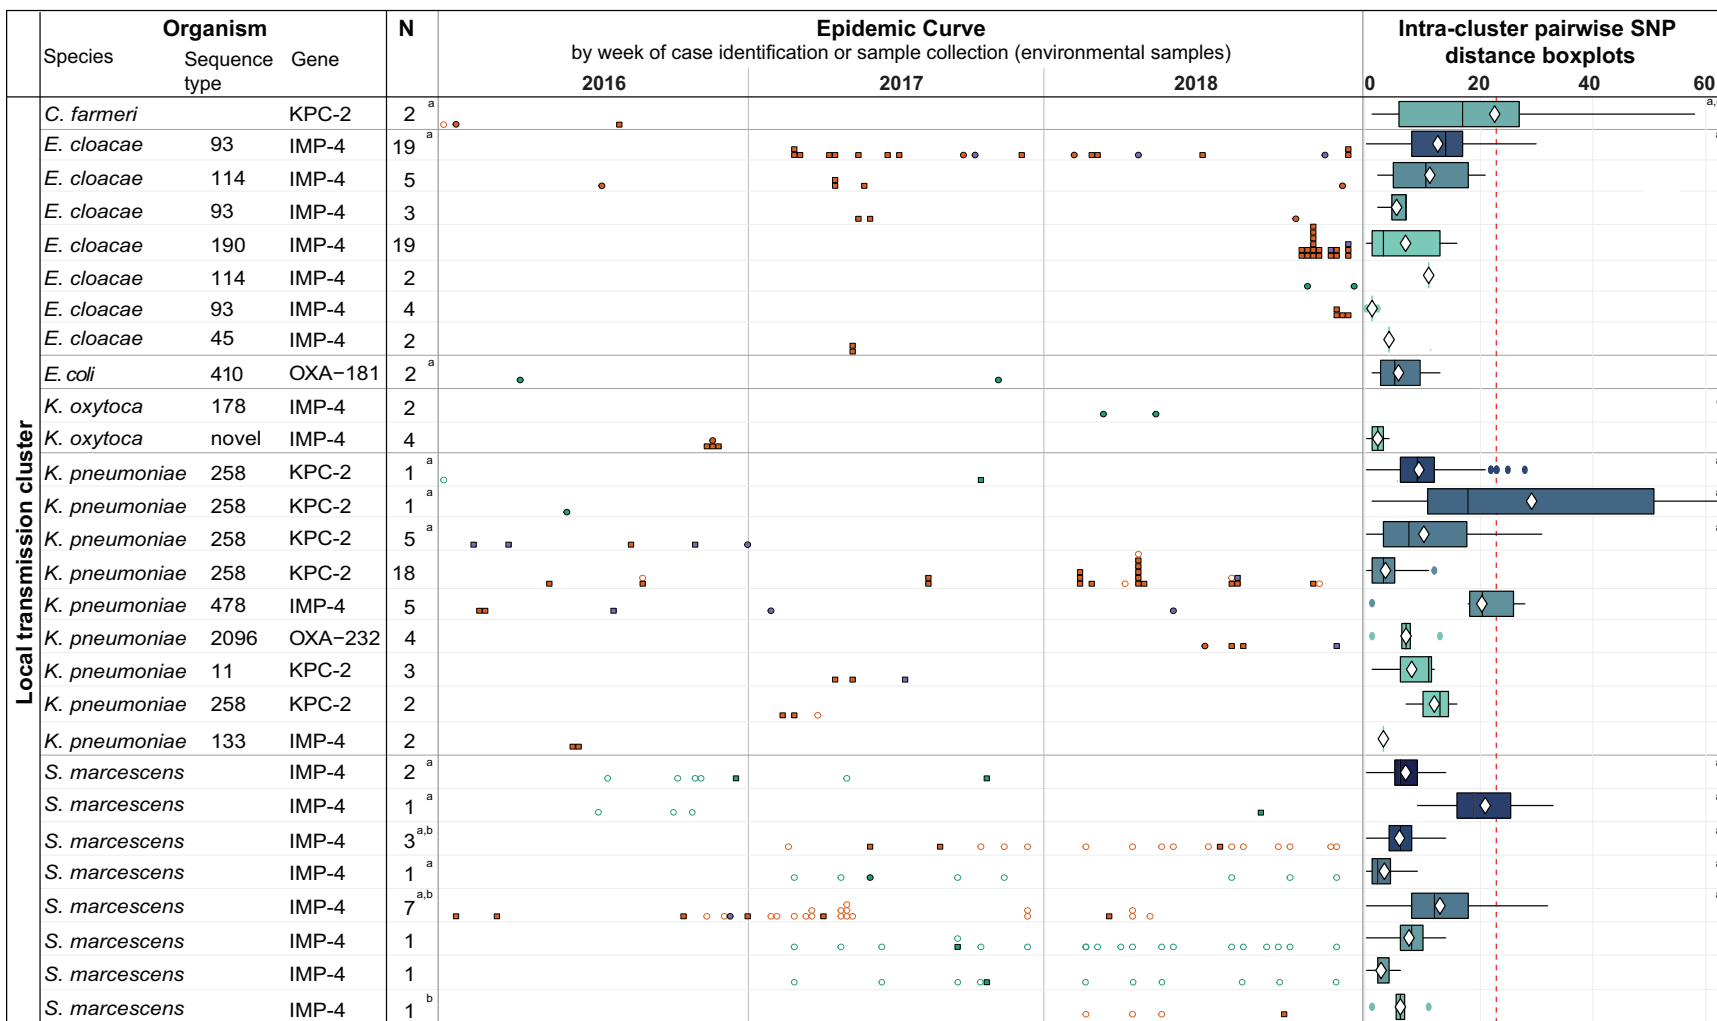 Organism
N
Epidemic Curve
Intra-cluster pairwise SNP
distance boxplots
Species
Sequence
type
Gene
by week of case identification or sample collection (environmental samples)
2016
2017
2018
0
20
40
60
Local transmission cluster
C. farmeri KPC-2 2 a a,
E. cloacae 93 IMP-4 19 a
E. cloacae 114 IMP-4 5
E. cloacae 93 IMP-4 3
E. cloacae 190 IMP-4 19
E. cloacae 114 IMP-4 2
E. cloacae 93 IMP-4 4
E. cloacae 45 IMP-4 2
E. coli 410 OXA−181 2 a
K. oxytoca 178 IMP-4 2
K. oxytoca novel IMP-4 4
K. pneumoniae 258 KPC-2 1 a
K. pneumoniae 258 KPC-2 1 a
K. pneumoniae 258 KPC-2 5 a
K. pneumoniae 258 KPC-2 18
K. pneumoniae 478 IMP-4 5
K. pneumoniae 2096 OXA−232 4
K. pneumoniae 11 KPC-2 3
K. pneumoniae 258 KPC-2 2
K. pneumoniae 133 IMP-4 2
S. marcescens IMP-4 2 a
S. marcescens IMP-4 1 a
S. marcescens IMP-4 3 a,b
S. marcescens IMP-4 1 a
S. marcescens IMP-4 7 a,b
S. marcescens IMP-4 1
S. marcescens IMP-4 1
S. marcescens IMP-4 1 b